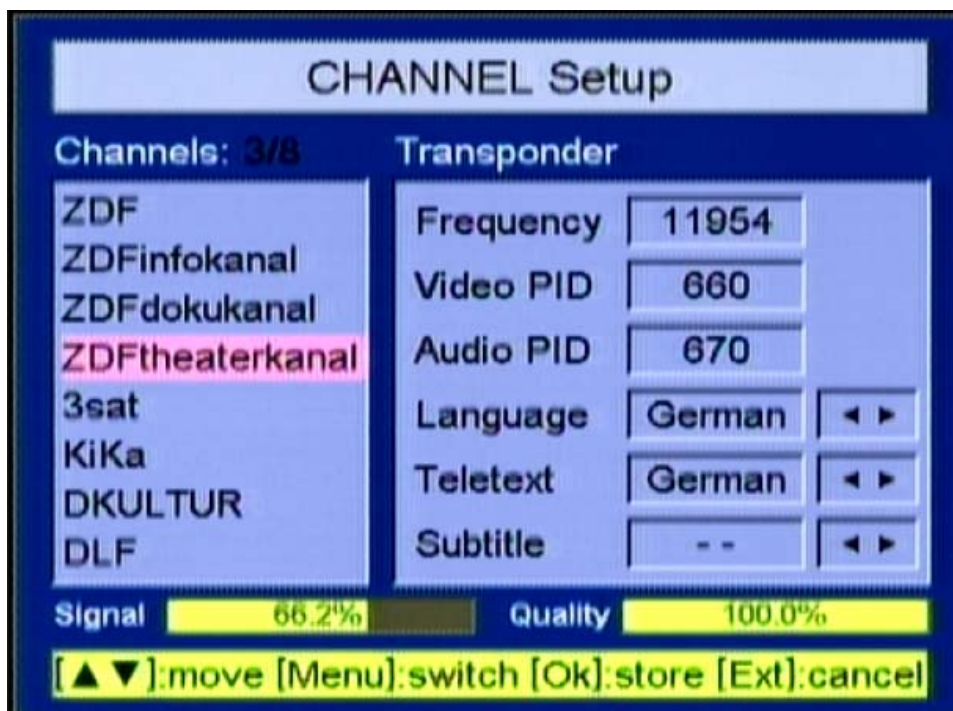 CHANNEL Setup
Channels: 3/8
Transponder
ZDF
ZDFinfokanal
ZDFdokukanal
ZDFtheaterkanal
3sat
KiKa
DKULTUR
DLF
Frequency 11954
Video PID 660
Audio PID 670
Language German ◄ ►
Teletext German ◄ ►
Subtitle - - ◄ ►
Signal 66.2% Quality 100.0%
[▲ ▼]:move [Menu]:switch [Ok]:store [Ext]:cancel